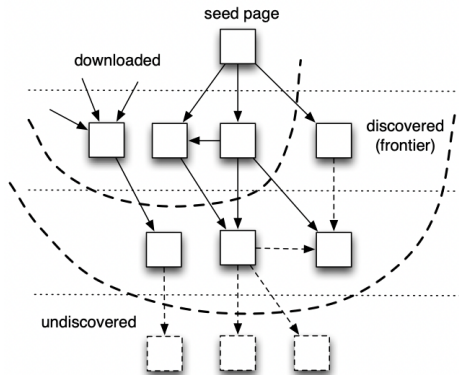 seed page
downloaded
discovered
(frontier)
undiscovered